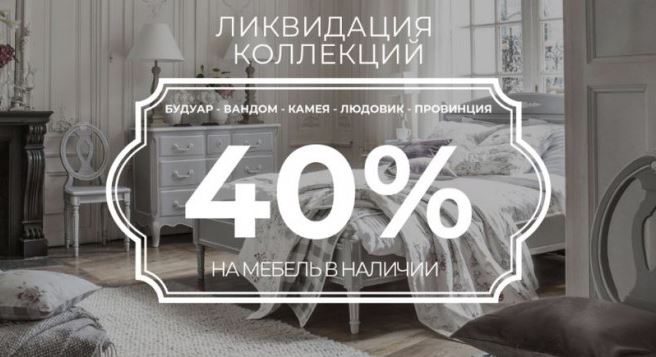 ЛИКВИДАЦИЯ
КОЛЛЕКЦИЙ
БУДУАР - ВАНДОМ - КАМЕЯ - ЛЮДОВИК - ПРОВИНЦИЯ
40%
НА МЕБЕЛЬ В НАЛИЧИИ